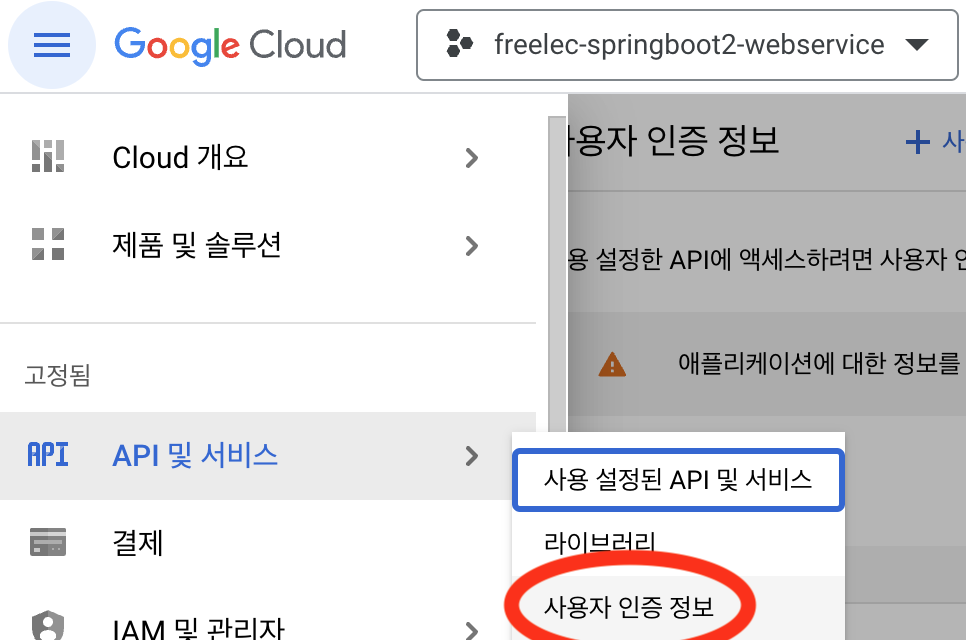 Google Cloud
freelec-springboot2-webservice
Cloud 개요
사용자 인증 정보
+ 사
제품 및 솔루션
용 설정한 API에 액세스하려면 사용자 인
고정됨
애플리케이션에 대한 정보를
API API 및 서비스
사용 설정된 API 및 서비스
결제
라이브러리
사용자 인증 정보
IAM 및 관리자